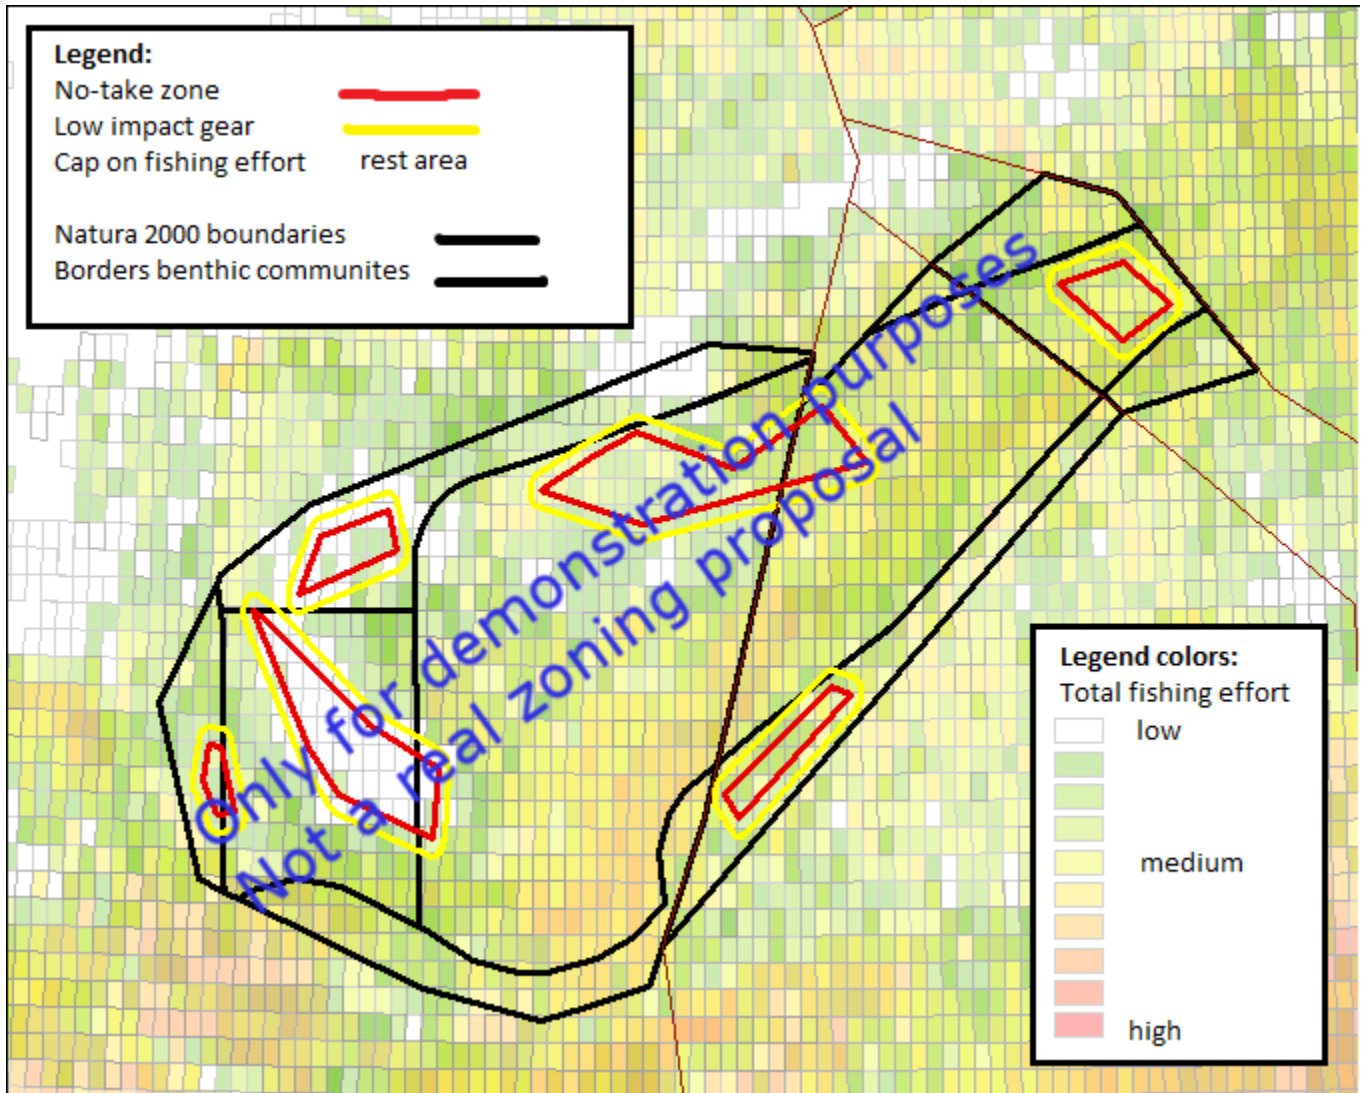 Legend:
No-take zone
Low impact gear
Cap on fishing effort rest area
Natura 2000 boundaries
Borders benthic communites
Only for demonstration purposes
Not a real zoning proposal
Legend colors:
Total fishing effort
low
medium
high